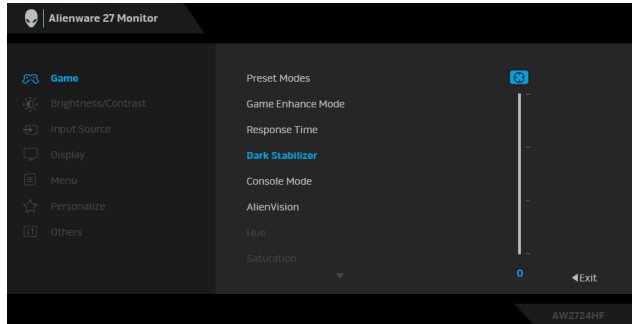 Alienware 27 Monitor
Game
Brightness/Contrast
Input Source
Display
Menu
Personalize
Others
Preset Modes
Game Enhance Mode
Response Time
Dark Stabilizer
Console Mode
AlienVision
Hue
Saturation
0
Exit
AW2724HF